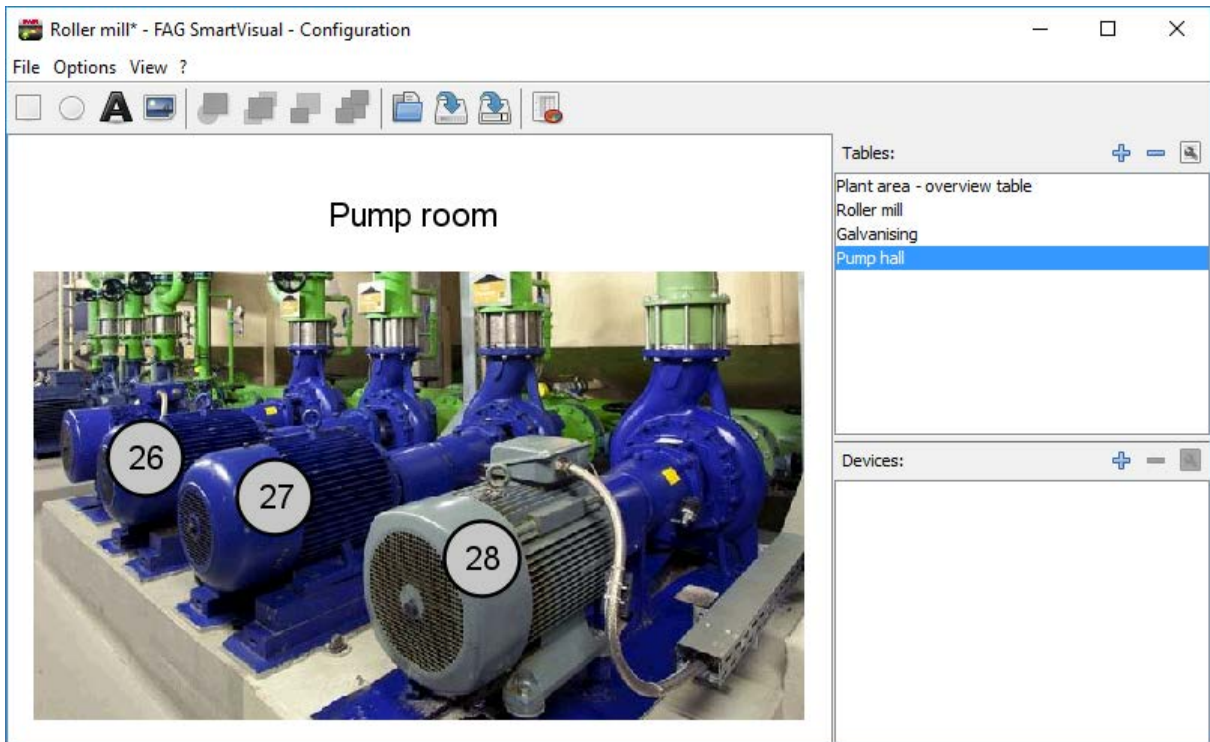 Roller mill* - FAG SmartVisual - Configuration
File Options View ?
Tables:
Plant area - overview table
Roller mill
Galvanising
Pump hall
Pump room
26
27
28
Devices: